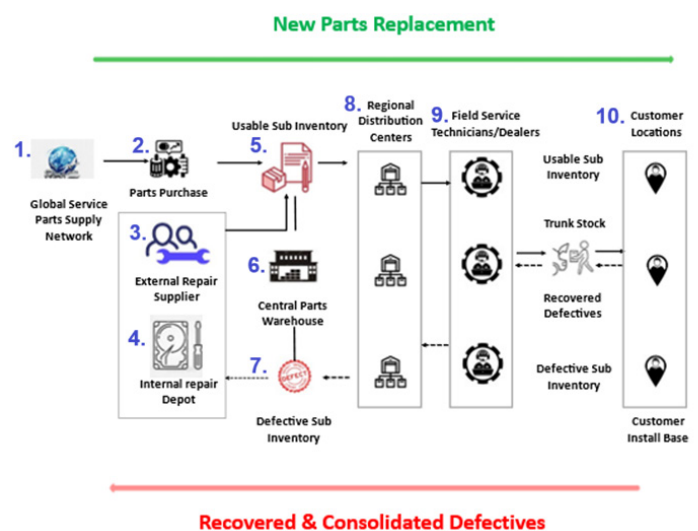 New Parts Replacement
1.
Global Service
Parts Supply
Network
2.
Parts Purchase
3.
External Repair
Supplier
4.
Internal repair
Depot
Usable Sub Inventory
5.
6.
Central Parts
Warehouse
7.
DEFECT
Defective Sub
Inventory
8. Regional
Distribution
Centers
9. Field Service
Technicians/Dealers
10. Customer
Locations
Usable Sub
Inventory
Trunk Stock
Recovered
Defectives
Defective Sub
Inventory
Customer
Install Base
Recovered & Consolidated Defectives